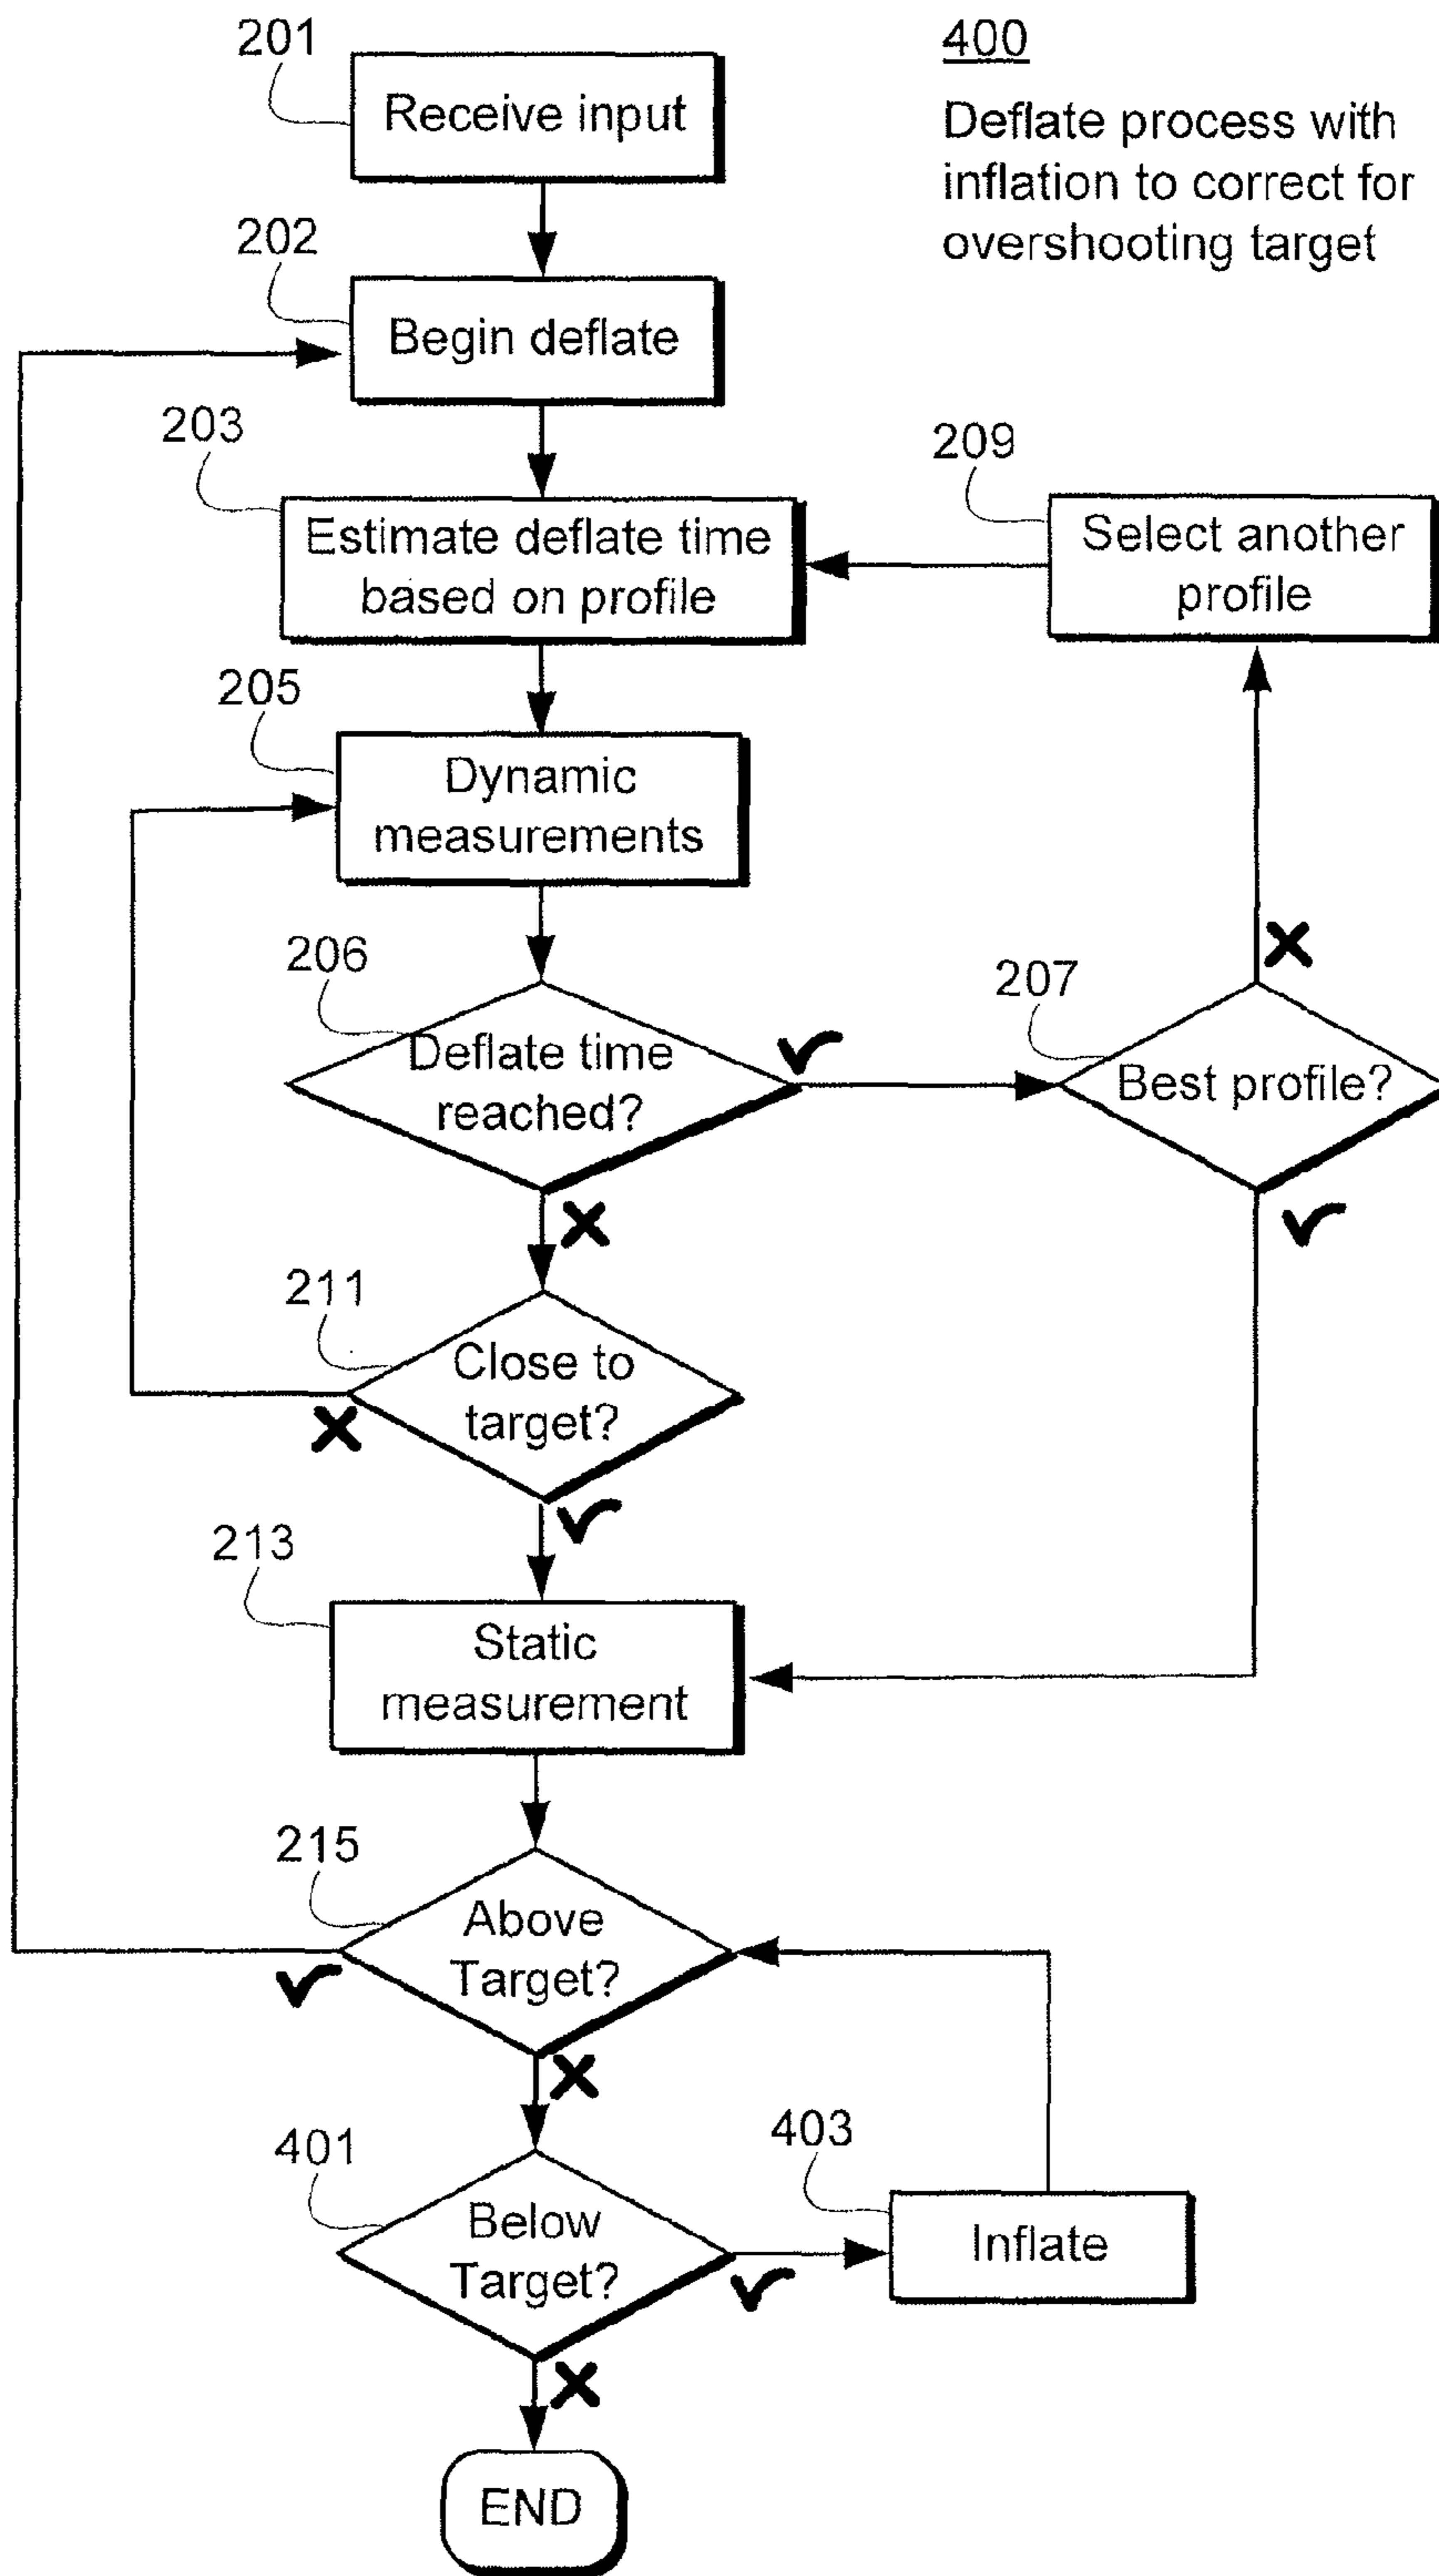 400
Deflate process with
inflation to correct for
overshooting target
201
Receive input
202
Begin deflate
203
Estimate deflate time
based on profile
209
Select another
profile
205
Dynamic
measurements
206
Deflate time
reached?
207
Best profile?
211
Close to
target?
213
Static
measurement
215
Above
Target?
401
Below
Target?
403
Inflate
END